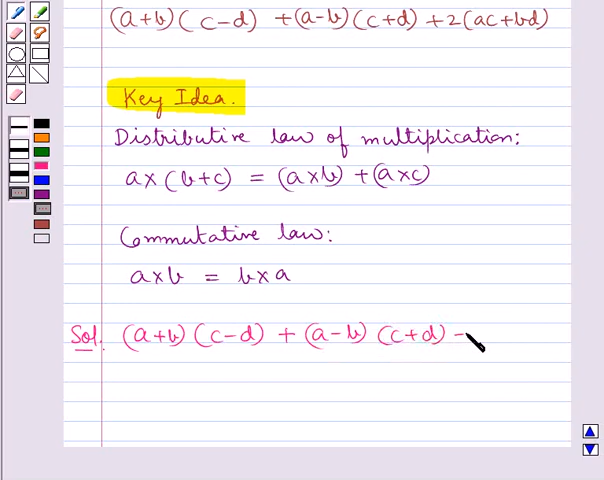 (a+b)(c-d) +(a-b)(c+d)+2(ac+bd)
Key Idea.
Distributive law of multiplication:
a×(b+c) = (a×b)+(a×c)
Commutative law:
a×b = b×a
Sol. (a+b)(c-d) + (a-b)(c+d) -